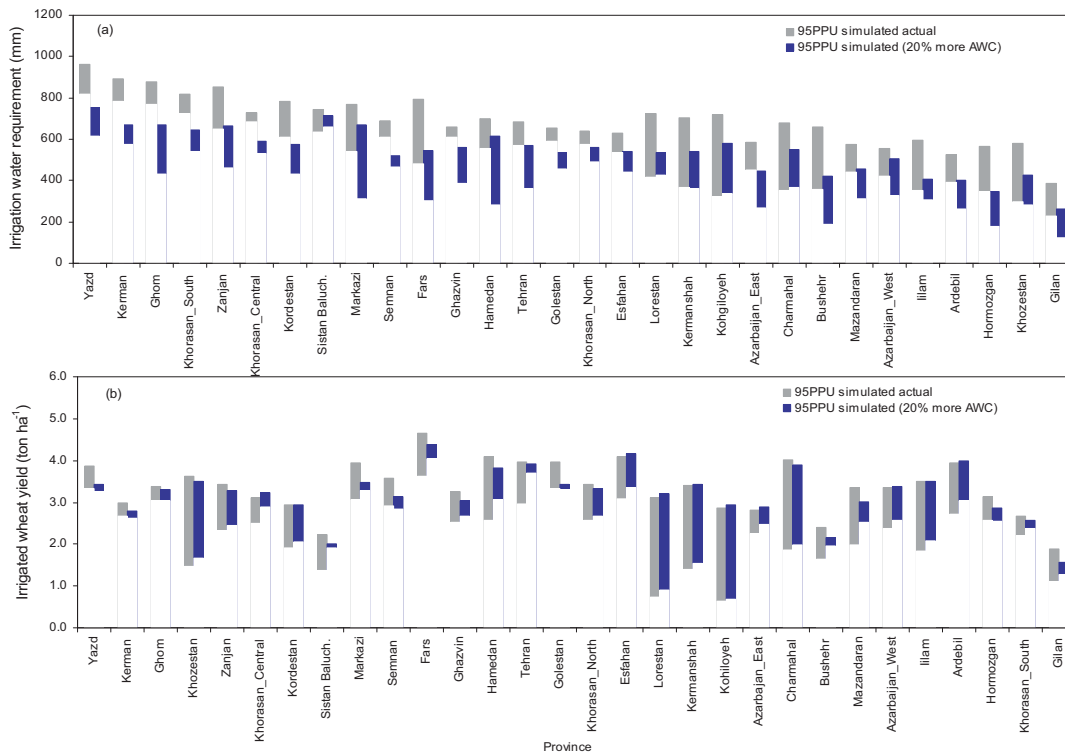 (a)
95PPU simulated actual
95PPU simulated (20% more AWC)
Irrigation water requirement (mm)
1200
1000
800
600
400
200
0
Yazd
Kerman
Ghom
Khorasan_South
Zanjan
Khorasan_Central
Kordestan
Sistan Baluch.
Markazi
Semnan
Fars
Ghazvin
Hamedan
Tehran
Golestan
Khorasan_North
Esfahan
Lorestan
Kermanshah
Kohgiloyeh
Azarbaijan_East
Charmahal
Bushehr
Mazandaran
Azarbaijan_West
Iilam
Ardebil
Hormozgan
Khozestan
Gilan
(b)
95PPU simulated actual
95PPU simulated (20% more AWC)
Irrigated wheat yield (ton ha⁻¹)
6.0
5.0
4.0
3.0
2.0
1.0
0.0
Yazd
Kerman
Ghom
Khozestan
Zanjan
Khorasan_Central
Kordestan
Sistan Baluch.
Markazi
Semnan
Fars
Ghazvin
Hamedan
Tehran
Golestan
Khorasan_North
Esfahan
Lorestan
Kermanshah
Kohiloyeh
Azarbaijan_East
Charmahal
Bushehr
Mazandaran
Azarbaijan_West
Iilam
Ardebil
Hormozgan
Khorasan_South
Gilan
Province